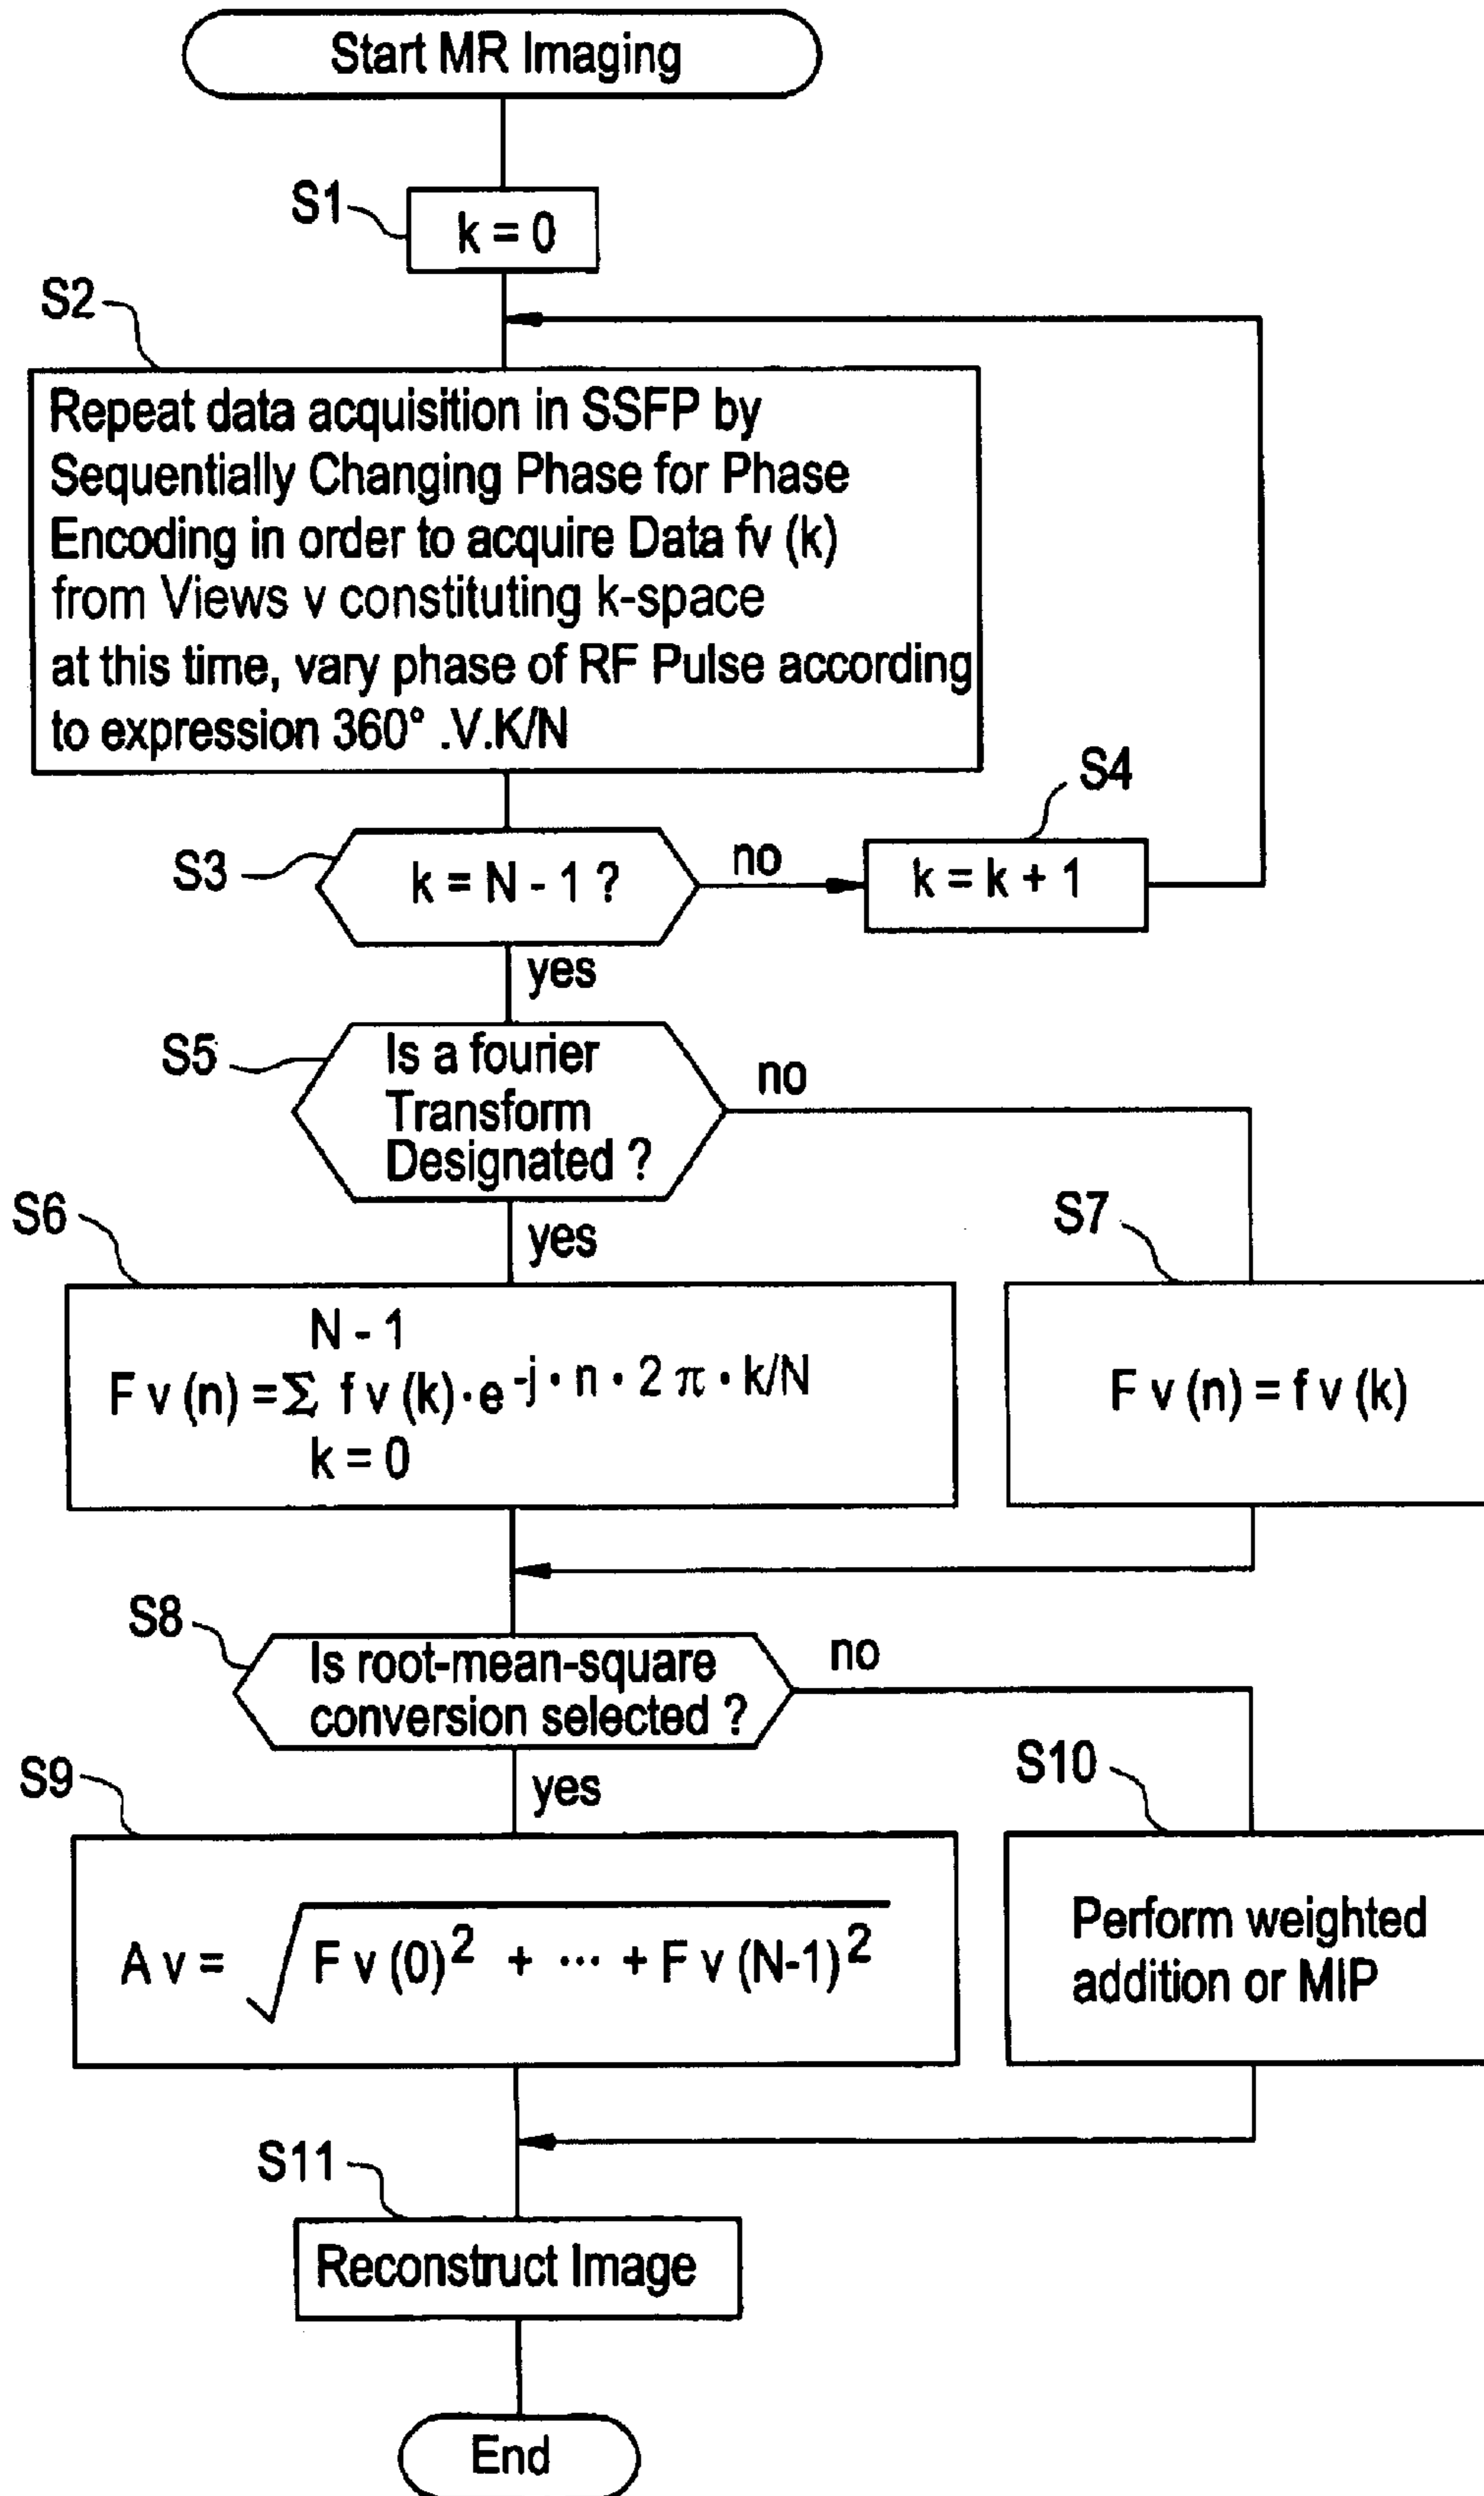 Start MR Imaging
S1
k = 0
S2
Repeat data acquisition in SSFP by
Sequentially Changing Phase for Phase
Encoding in order to acquire Data fv (k)
from Views v constituting k-space
at this time, vary phase of RF Pulse according
to expression 360° .V.K/N
S4
S3
k = N - 1 ?
no
k = k + 1
yes
S5
Is a fourier
Transform
Designated ?
no
S6
yes
S7
N - 1
F v (n) = Σ f v (k) · e -j · n · 2 π · k/N
k = 0
F v (n) = f v (k)
S8
Is root-mean-square
conversion selected ?
no
S9
yes
S10
A v = √ F v (0)² + ··· + F v (N-1)²
Perform weighted
addition or MIP
S11
Reconstruct Image
End